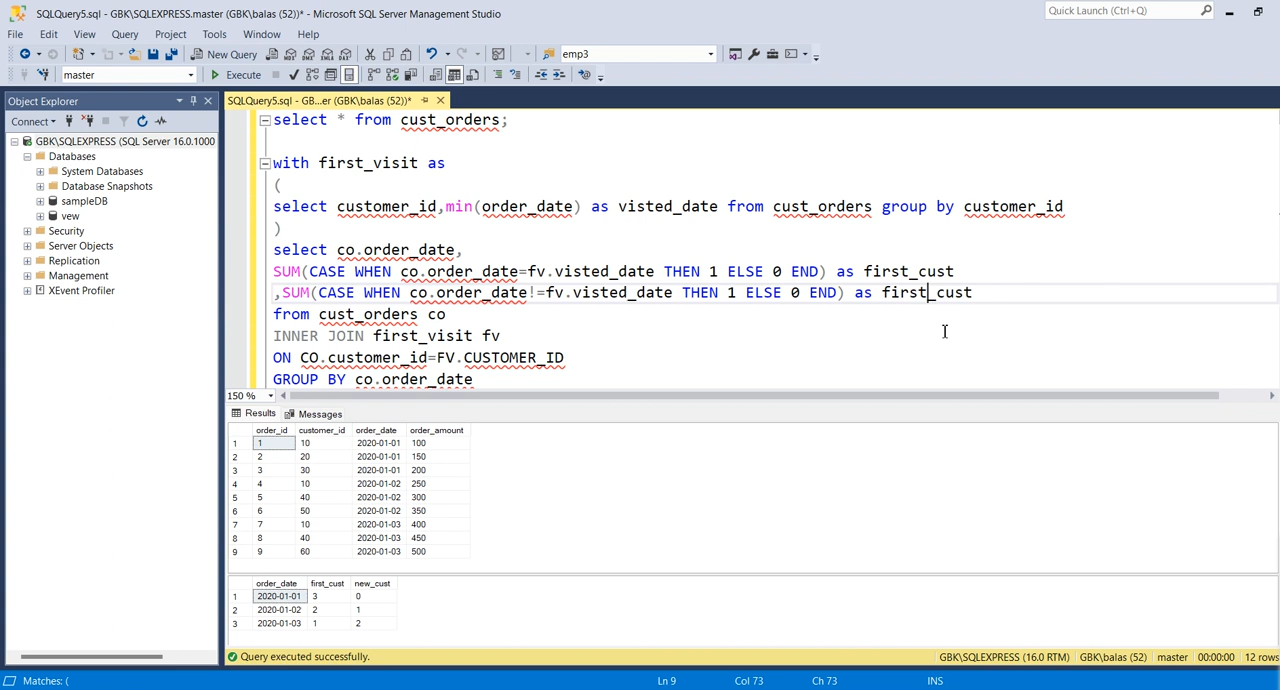 SQLQuery5.sql - GBK\SQLEXPRESS.master (GBK\balas (52))* - Microsoft SQL Server Management Studio
Quick Launch (Ctrl+Q)
File Edit View Query Project Tools Window Help
New Query
MDX DMX XMLA DAX
emp3
master
Execute
Object Explorer
SQLQuery5.sql - GB...er (GBK\balas (52))*
Connect
GBK\SQLEXPRESS (SQL Server 16.0.1000
Databases
System Databases
Database Snapshots
sampleDB
vew
Security
Server Objects
Replication
Management
XEvent Profiler
select * from cust_orders;
with first_visit as
(
select customer_id,min(order_date) as visted_date from cust_orders group by customer_id
)
select co.order_date,
SUM(CASE WHEN co.order_date=fv.visted_date THEN 1 ELSE 0 END) as first_cust
,SUM(CASE WHEN co.order_date!=fv.visted_date THEN 1 ELSE 0 END) as first_cust
from cust_orders co
INNER JOIN first_visit fv
ON CO.customer_id=FV.CUSTOMER_ID
GROUP BY co.order_date
150 %
Results Messages
order_id customer_id order_date order_amount
1 1 10 2020-01-01 100
2 2 20 2020-01-01 150
3 3 30 2020-01-01 200
4 4 10 2020-01-02 250
5 5 40 2020-01-02 300
6 6 50 2020-01-02 350
7 7 10 2020-01-03 400
8 8 40 2020-01-03 450
9 9 60 2020-01-03 500
order_date first_cust new_cust
1 2020-01-01 3 0
2 2020-01-02 2 1
3 2020-01-03 1 2
Query executed successfully.
GBK\SQLEXPRESS (16.0 RTM) GBK\balas (52) master 00:00:00 12 rows
Matches: (
Ln 9 Col 73 Ch 73 INS